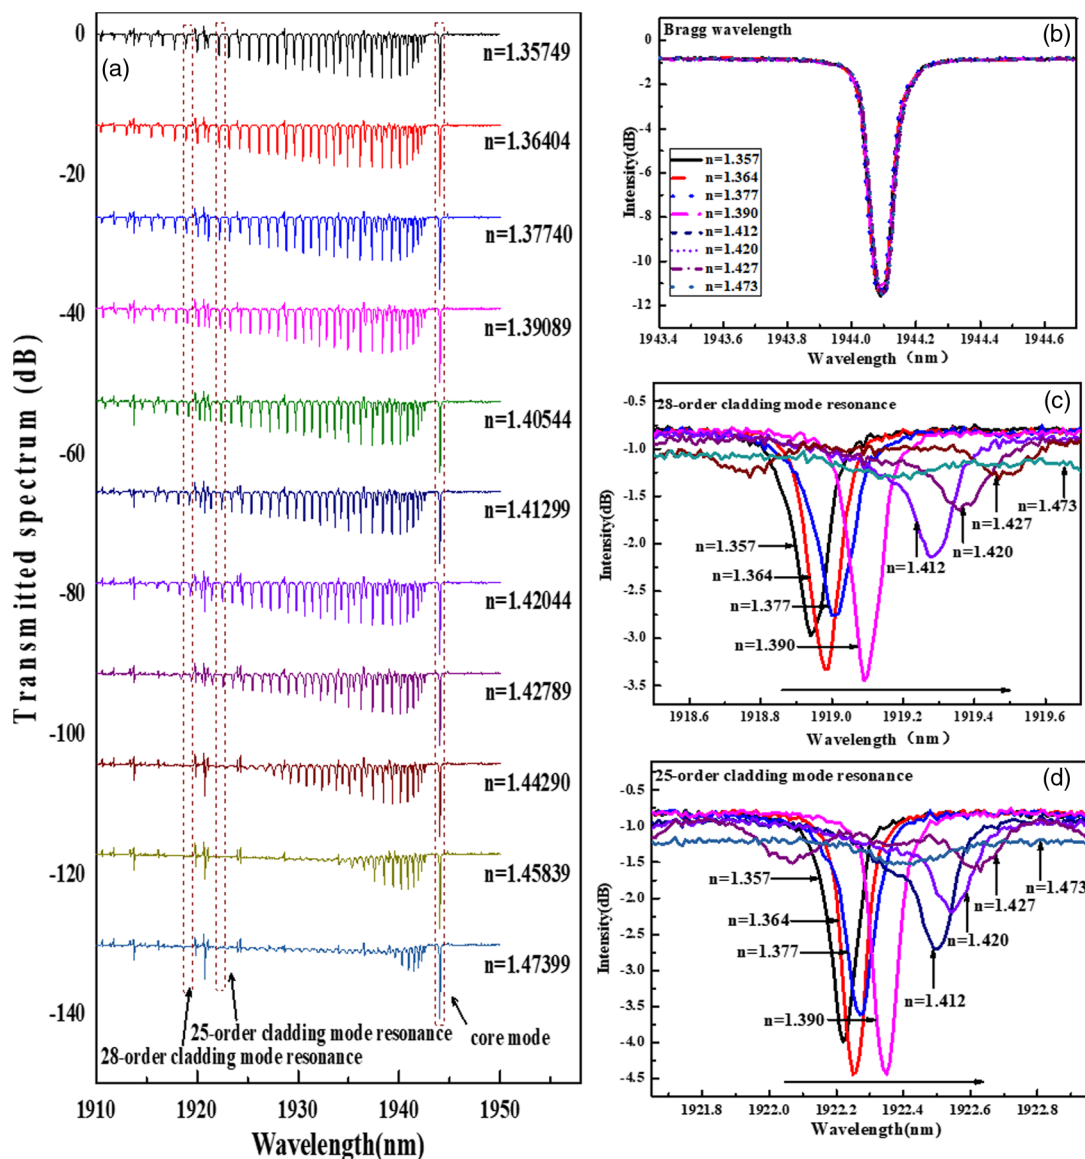 (a)
Transmitted spectrum (dB)
0
-20
-40
-60
-80
-100
-120
-140
n=1.35749
n=1.36404
n=1.37740
n=1.39089
n=1.40544
n=1.41299
n=1.42044
n=1.42789
n=1.44290
n=1.45839
n=1.47399
25-order cladding mode resonance
28-order cladding mode resonance
core mode
1910 1920 1930 1940 1950
Wavelength(nm)
Bragg wavelength
(b)
Intensity(dB)
0
-2
-4
-6
-8
-10
-12
n=1.357
n=1.364
n=1.377
n=1.390
n=1.412
n=1.420
n=1.427
n=1.473
1943.4 1943.6 1943.8 1944.0 1944.2 1944.4 1944.6
Wavelength（nm）
28-order cladding mode resonance
(c)
Intensity(dB)
-0.5
-1.0
-1.5
-2.0
-2.5
-3.0
-3.5
n=1.357
n=1.364
n=1.377
n=1.390
n=1.412
n=1.420
n=1.427
n=1.473
1918.6 1918.8 1919.0 1919.2 1919.4 1919.6
Wavelength（nm）
25-order cladding mode resonance
(d)
Intensity(dB)
-0.5
-1.0
-1.5
-2.0
-2.5
-3.0
-3.5
-4.0
-4.5
n=1.357
n=1.364
n=1.377
n=1.390
n=1.412
n=1.420
n=1.427
n=1.473
1921.8 1922.0 1922.2 1922.4 1922.6 1922.8
Wavelength(nm)